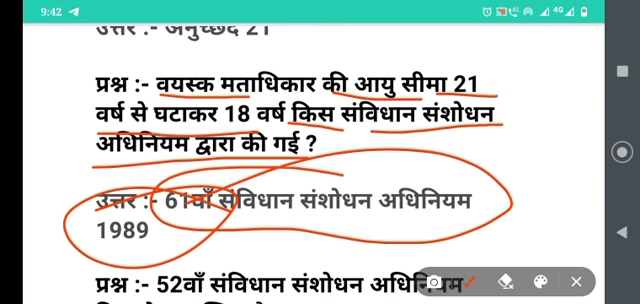 9:42
4G
उत्तर :- अनुच्छेद 21
प्रश्न :- वयस्क मताधिकार की आयु सीमा 21
वर्ष से घटाकर 18 वर्ष किस संविधान संशोधन
अधिनियम द्वारा की गई ?
उत्तर :- 61वाँ संविधान संशोधन अधिनियम
1989
प्रश्न :- 52वाँ संविधान संशोधन अधिनियम